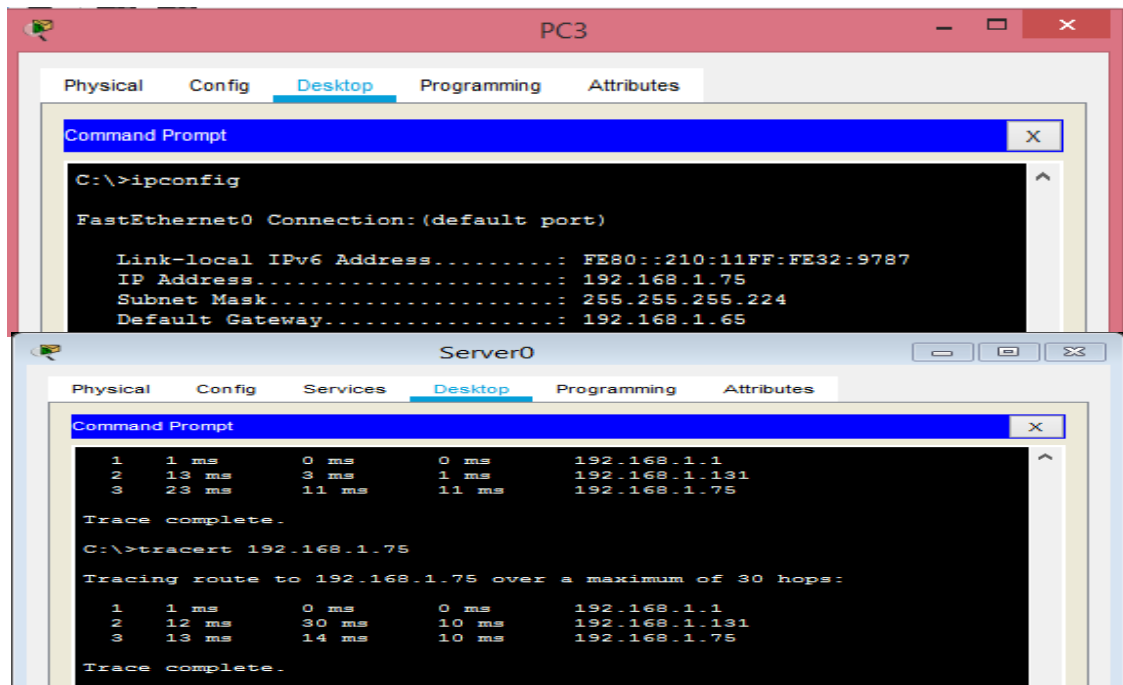 PC3
Physical Config Desktop Programming Attributes
Command Prompt X
C:\>ipconfig
FastEthernet0 Connection:(default port)
Link-local IPv6 Address.........: FE80::210:11FF:FE32:9787
IP Address......................: 192.168.1.75
Subnet Mask.....................: 255.255.255.224
Default Gateway.................: 192.168.1.65
Server0
Physical Config Services Desktop Programming Attributes
Command Prompt X
1 1 ms 0 ms 0 ms 192.168.1.1
2 13 ms 3 ms 1 ms 192.168.1.131
3 23 ms 11 ms 11 ms 192.168.1.75
Trace complete.
C:\>tracert 192.168.1.75
Tracing route to 192.168.1.75 over a maximum of 30 hops:
1 1 ms 0 ms 0 ms 192.168.1.1
2 12 ms 30 ms 10 ms 192.168.1.131
3 13 ms 14 ms 10 ms 192.168.1.75
Trace complete.